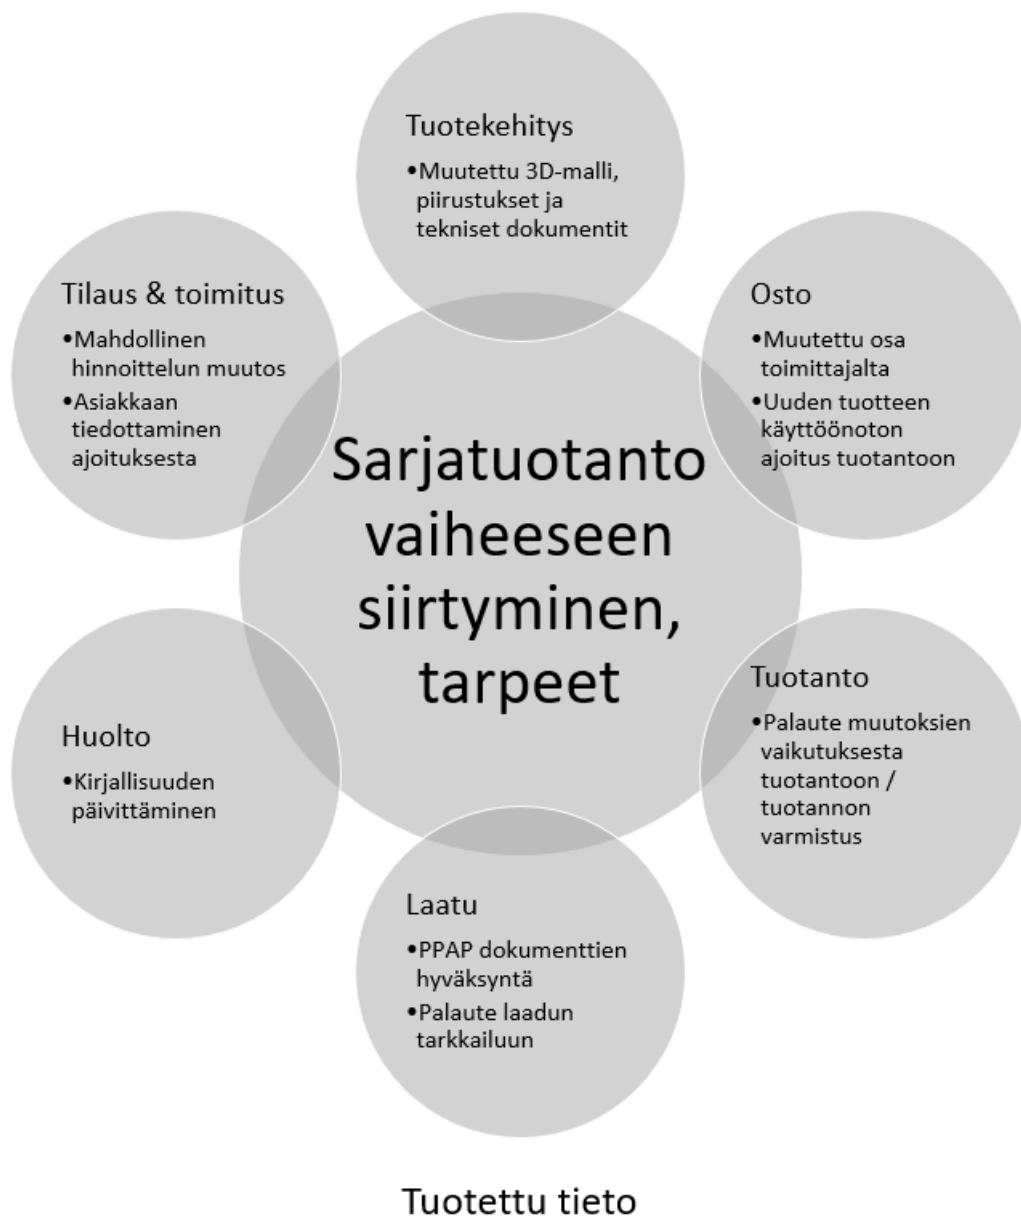 Tuotekehitys
•Muutettu 3D-malli,
piirustukset ja
tekniset dokumentit
Tilaus & toimitus
•Mahdollinen
hinnoittelun muutos
•Asiakkaan
tiedottaminen
ajoituksesta
Osto
•Muutettu osa
toimittajalta
•Uuden tuotteen
käyttöönoton
ajoitus tuotantoon
Sarjatuotanto
vaiheeseen
siirtyminen,
tarpeet
Huolto
•Kirjallisuuden
päivittäminen
Tuotanto
•Palaute muutoksien
vaikutuksesta
tuotantoon /
tuotannon
varmistus
Laatu
•PPAP dokumenttien
hyväksyntä
•Palaute laadun
tarkkailuun
Tuotettu tieto